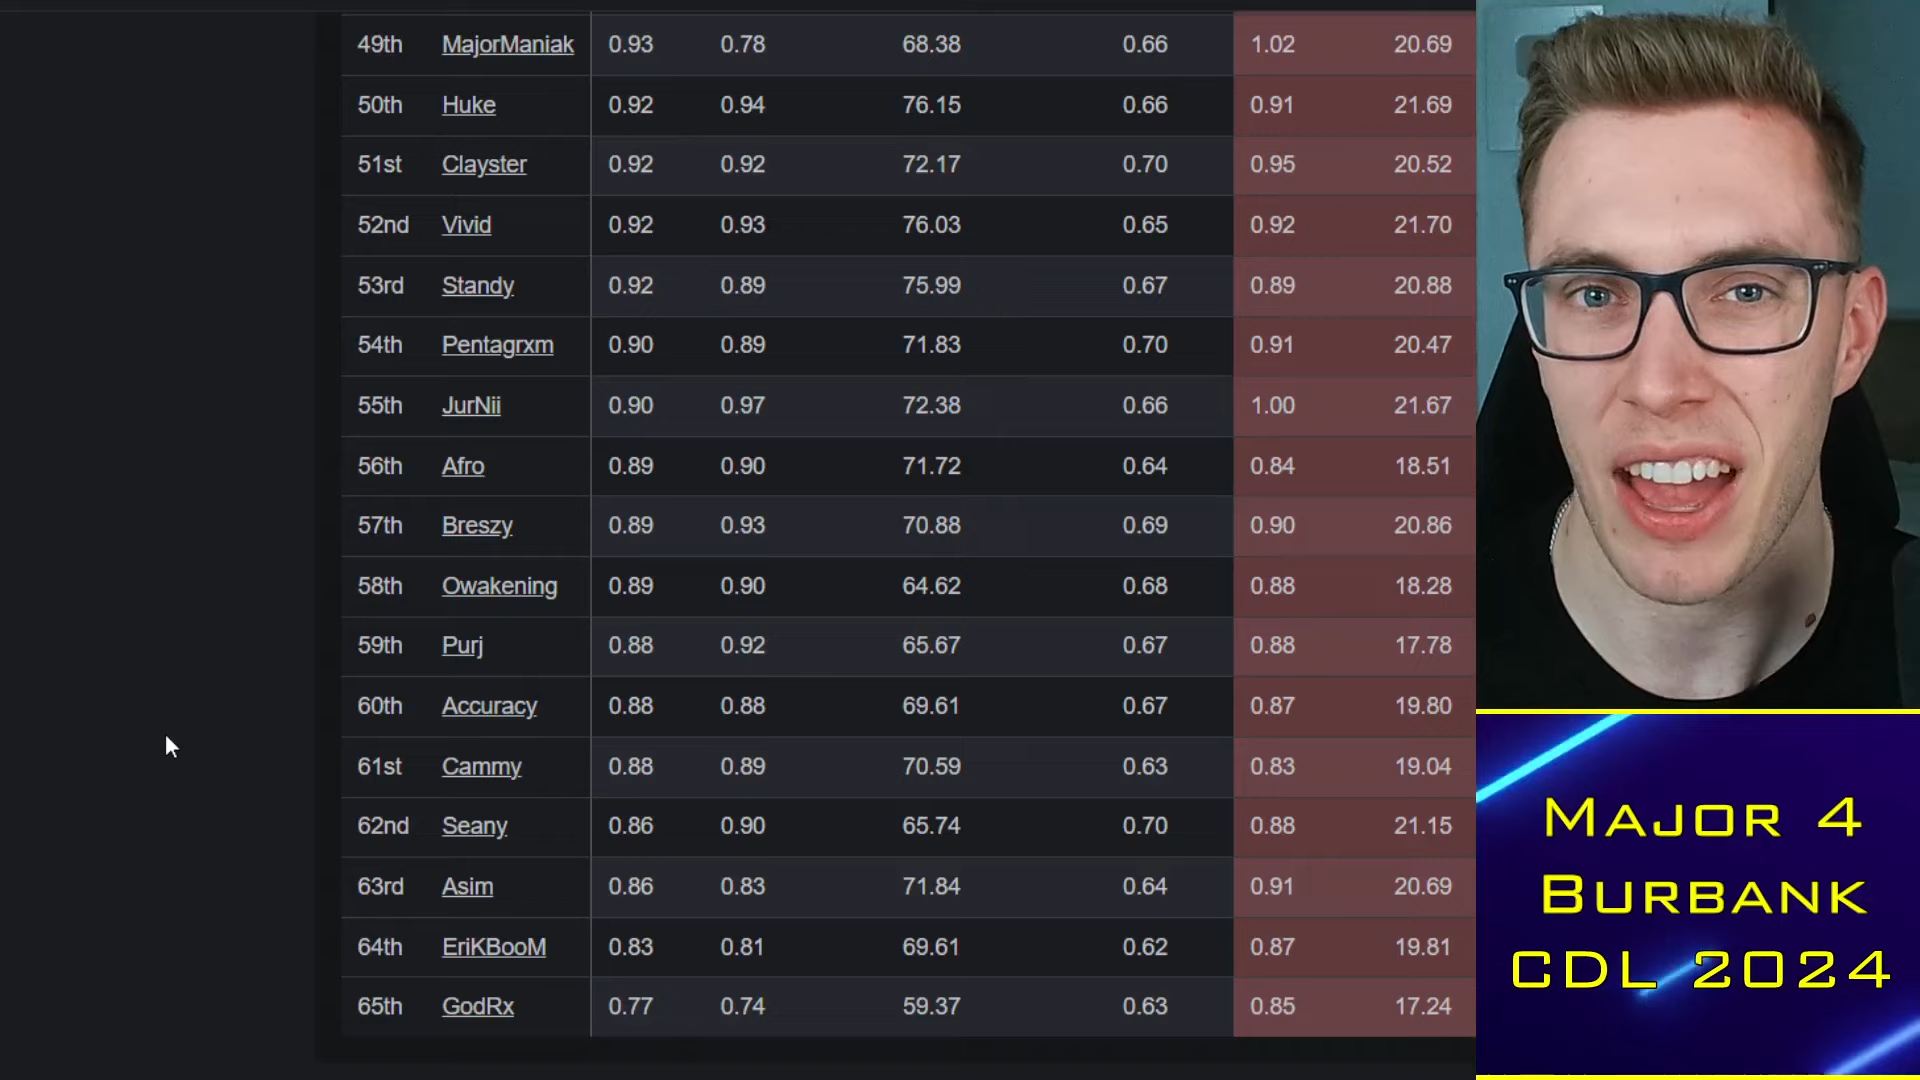 49th MajorManiak 0.93 0.78 68.38 0.66 1.02 20.69
50th Huke 0.92 0.94 76.15 0.66 0.91 21.69
51st Clayster 0.92 0.92 72.17 0.70 0.95 20.52
52nd Vivid 0.92 0.93 76.03 0.65 0.92 21.70
53rd Standy 0.92 0.89 75.99 0.67 0.89 20.88
54th Pentagrxm 0.90 0.89 71.83 0.70 0.91 20.47
55th JurNii 0.90 0.97 72.38 0.66 1.00 21.67
56th Afro 0.89 0.90 71.72 0.64 0.84 18.51
57th Breszy 0.89 0.93 70.88 0.69 0.90 20.86
58th Owakening 0.89 0.90 64.62 0.68 0.88 18.28
59th Purj 0.88 0.92 65.67 0.67 0.88 17.78
60th Accuracy 0.88 0.88 69.61 0.67 0.87 19.80
61st Cammy 0.88 0.89 70.59 0.63 0.83 19.04
62nd Seany 0.86 0.90 65.74 0.70 0.88 21.15
63rd Asim 0.86 0.83 71.84 0.64 0.91 20.69
64th EriKBooM 0.83 0.81 69.61 0.62 0.87 19.81
65th GodRx 0.77 0.74 59.37 0.63 0.85 17.24
MAJOR 4
BURBANK
CDL 2024